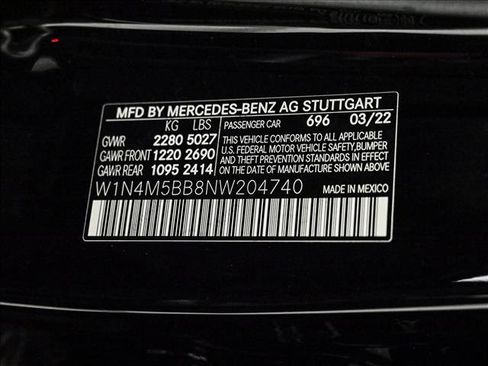 MFD BY MERCEDES-BENZ AG STUTTGART
KG LBS PASSENGER CAR 696 03/22
GVWR 2280 5027 THIS VEHICLE CONFORMS TO ALL APPLICABLE
GAWR FRONT 1220 2690 U.S. FEDERAL MOTOR VEHICLE SAFETY, BUMPER
GAWR REAR 1095 2414 AND THEFT PREVENTION STANDARDS IN EFFECT
ON THE DATE OF MANUFACTURE SHOWN ABOVE
W1N4M5BB8NW204740 MADE IN MEXICO